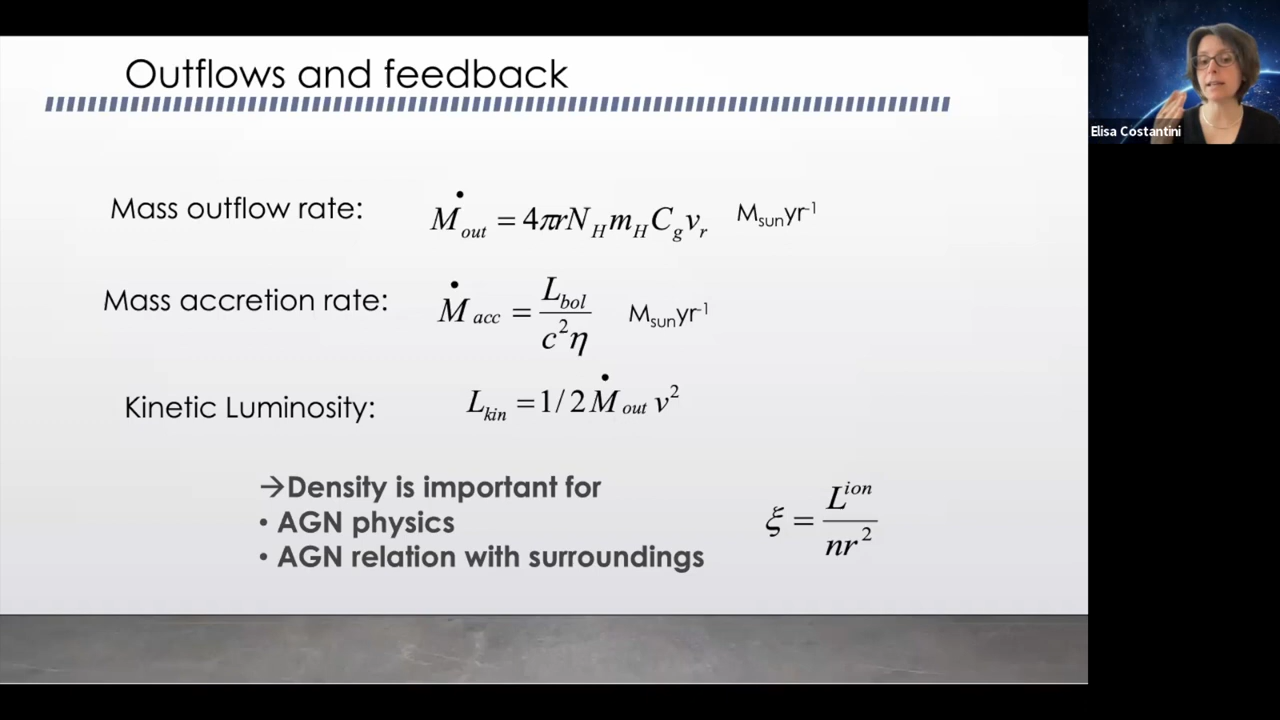 Outflows and feedback
Elisa Costantini
Mass outflow rate: Ṁ_out = 4πrN_H m_H C_g v_r M_sun yr⁻¹
Mass accretion rate: Ṁ_acc = L_bol / c²η M_sun yr⁻¹
Kinetic Luminosity: L_kin = 1/2 Ṁ_out v²
→Density is important for
• AGN physics
• AGN relation with surroundings
ξ = L^ion / nr²